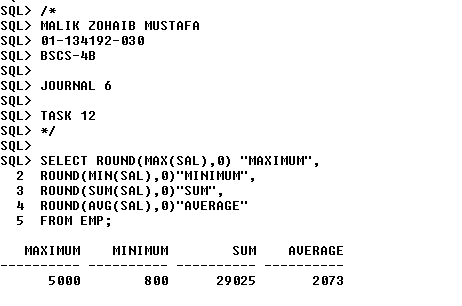 SQL> /*
SQL> MALIK ZOHAIB MUSTAFA
SQL> 01-134192-030
SQL> BSCS-4B
SQL>
SQL> JOURNAL 6
SQL>
SQL> TASK 12
SQL> */
SQL>
SQL> SELECT ROUND(MAX(SAL),0) "MAXIMUM",
  2  ROUND(MIN(SAL),0)"MINIMUM",
  3  ROUND(SUM(SAL),0)"SUM",
  4  ROUND(AVG(SAL),0)"AVERAGE"
  5  FROM EMP;

   MAXIMUM    MINIMUM        SUM    AVERAGE
---------- ---------- ---------- ----------
      5000        800      29025       2073